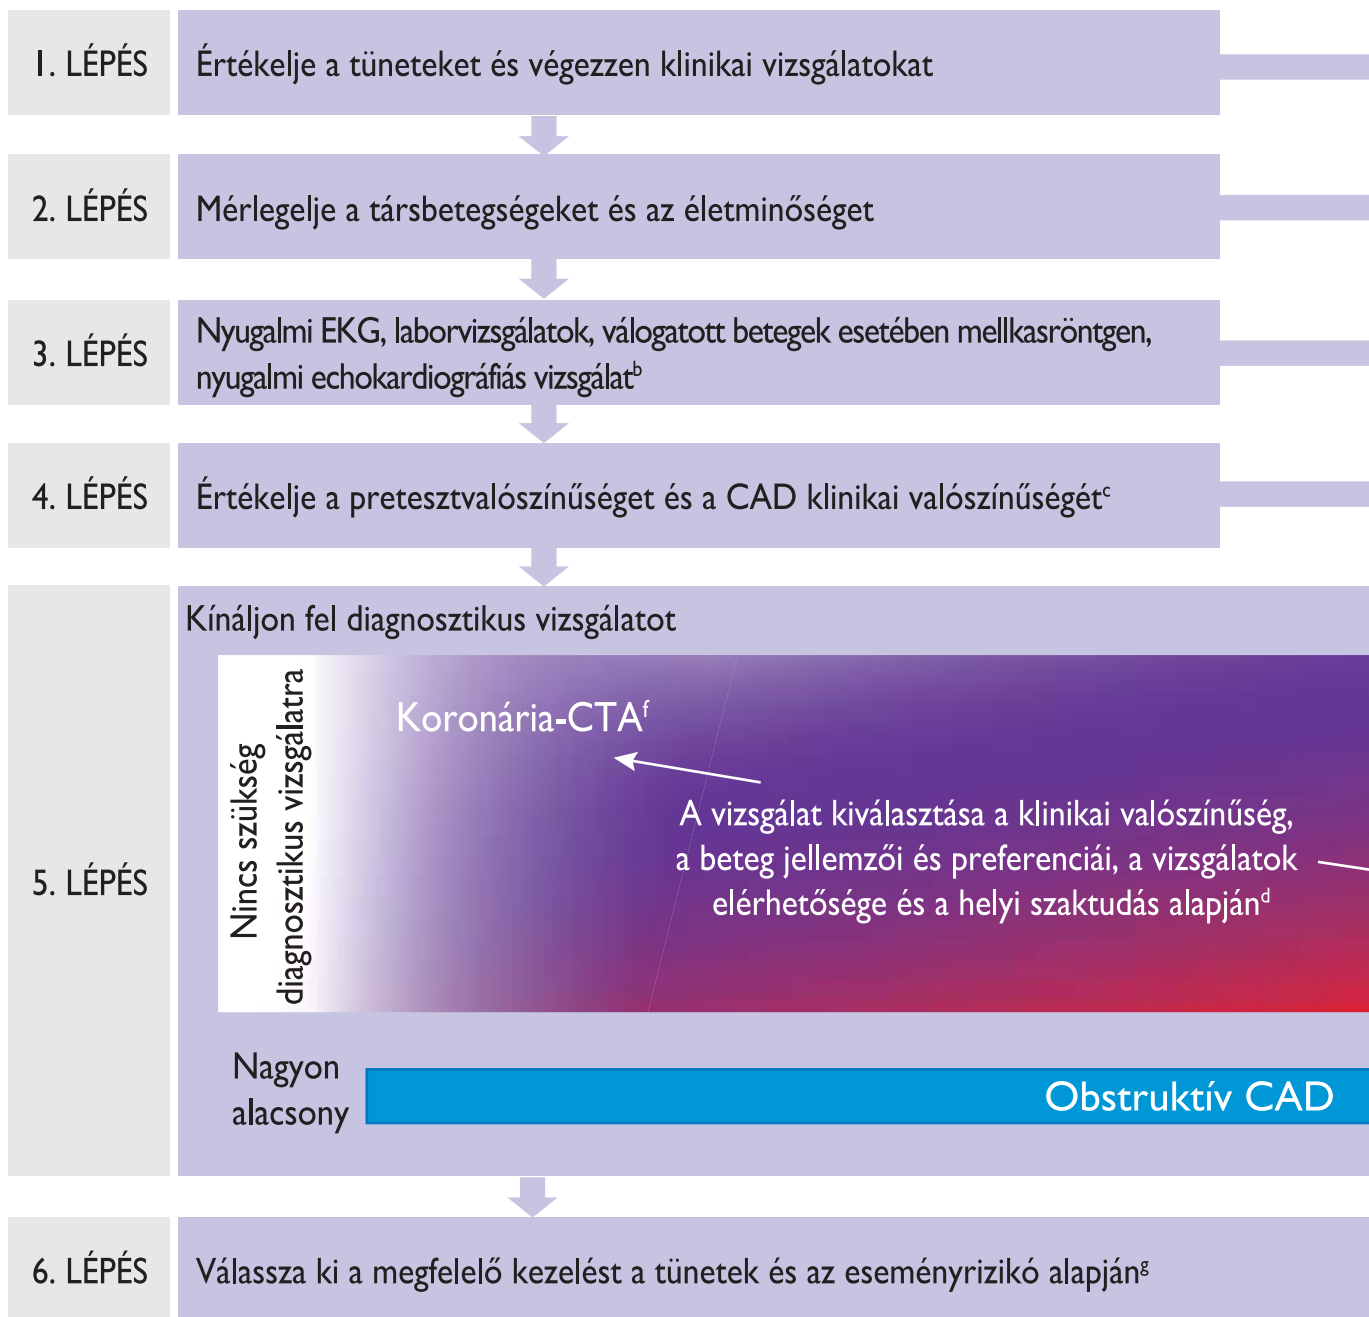 1. LÉPÉS
Értékelje a tüneteket és végezzen klinikai vizsgálatokat
2. LÉPÉS
Mérlegelje a társbetegségeket és az életminőséget
3. LÉPÉS
Nyugalmi EKG, laborvizsgálatok, válogatott betegek esetében mellkasröntgen,
nyugalmi echokardiográfiás vizsgálatᵇ
4. LÉPÉS
Értékelje a pretesztvalószínűséget és a CAD klinikai valószínűségétᶜ
5. LÉPÉS
Kínáljon fel diagnosztikus vizsgálatot
Nincs szükség
diagnosztikus vizsgálatra
Koronária-CTAᶠ
A vizsgálat kiválasztása a klinikai valószínűség,
a beteg jellemzői és preferenciái, a vizsgálatok
elérhetősége és a helyi szaktudás alapjánᵈ
Nagyon
alacsony
Obstruktív CAD
6. LÉPÉS
Válassza ki a megfelelő kezelést a tünetek és az eseményrizikó alapjánᵍ